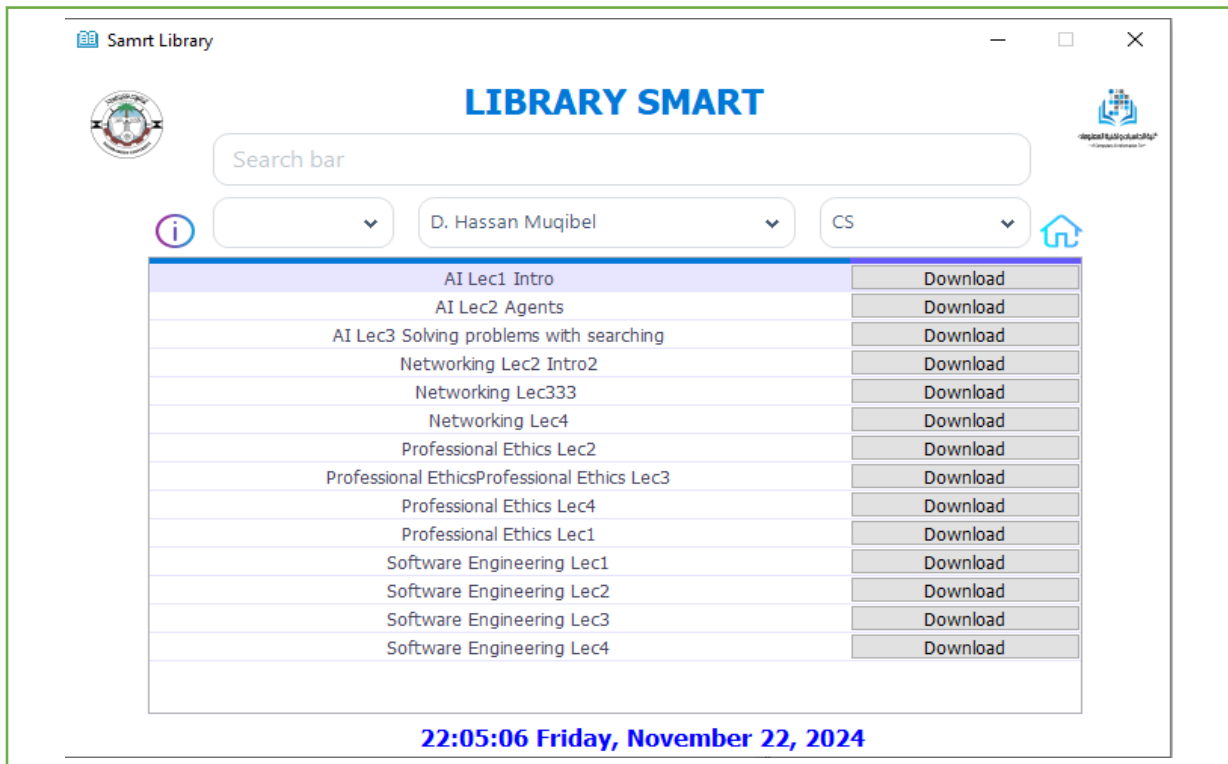 Samrt Library
LIBRARY SMART
Search bar
D. Hassan Muqibel CS
AI Lec1 Intro Download
AI Lec2 Agents Download
AI Lec3 Solving problems with searching Download
Networking Lec2 Intro2 Download
Networking Lec333 Download
Networking Lec4 Download
Professional Ethics Lec2 Download
Professional EthicsProfessional Ethics Lec3 Download
Professional Ethics Lec4 Download
Professional Ethics Lec1 Download
Software Engineering Lec1 Download
Software Engineering Lec2 Download
Software Engineering Lec3 Download
Software Engineering Lec4 Download
22:05:06 Friday, November 22, 2024